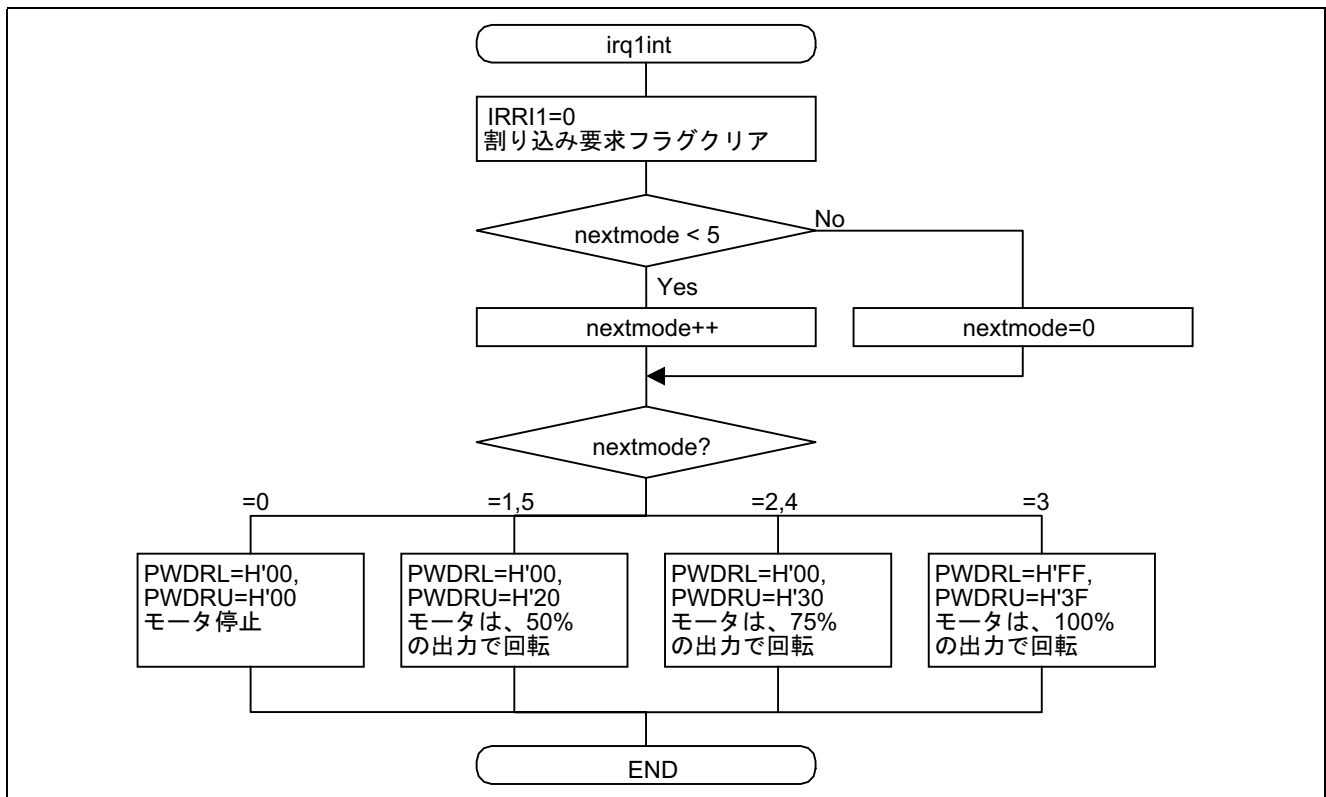 irq1int
IRRI1=0
割り込み要求フラグクリア
nextmode < 5
No
Yes
nextmode++
nextmode=0
nextmode?
=0
=1,5
=2,4
=3
PWDRL=H'00,
PWDRU=H'00
モータ停止
PWDRL=H'00,
PWDRU=H'20
モータは、50%
の出力で回転
PWDRL=H'00,
PWDRU=H'30
モータは、75%
の出力で回転
PWDRL=H'FF,
PWDRU=H'3F
モータは、100%
の出力で回転
END